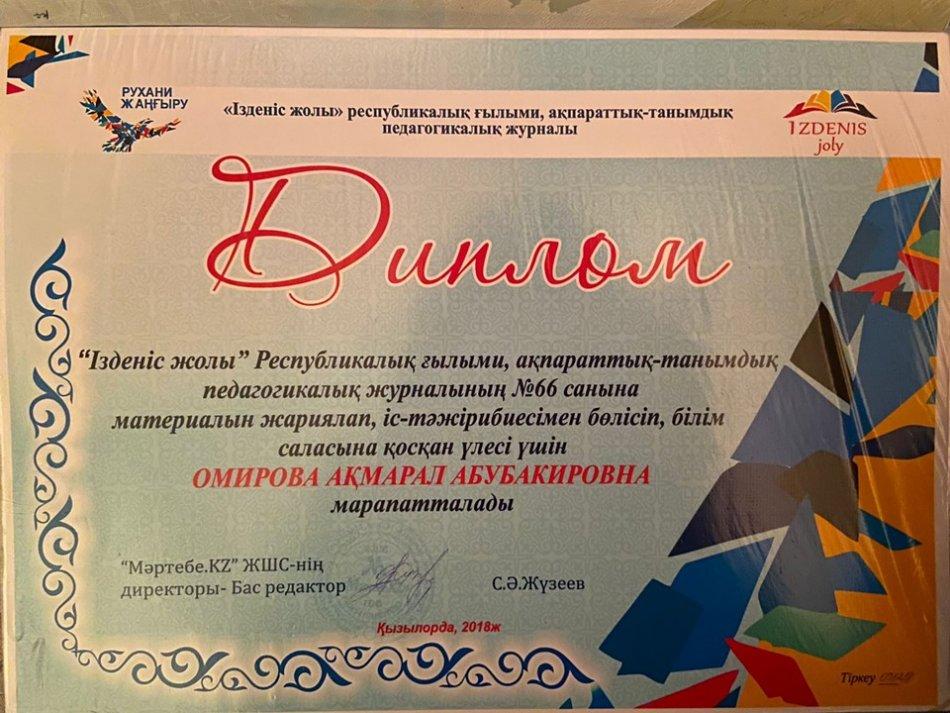 РУХАНИ
ЖАҢҒЫРУ
«Ізденіс жолы» республикалық ғылыми, ақпараттық-танымдық
педагогикалық журналы
IZDENIS
joly
Диплом
“Ізденіс жолы” Республикалық ғылыми, ақпараттық-танымдық
педагогикалық журналының №66 санына
материалын жариялап, іс-тәжірибиесімен бөлісіп, білім
саласына қосқан үлесі үшін
ОМИРОВА АҚМАРАЛ АБУБАКИРОВНА
марапатталады
“Мәртебе.KZ” ЖШС-нің
директоры- Бас редактор
С.Ә.Жүзеев
Қызылорда, 2018ж
Тіркеу